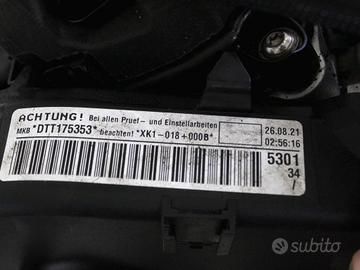 ACHTUNG! Bei allen Pruef- und Einstellarbeiten
MKB *DTT175353* beachten! *XK1-018+000B*
26.08.21
02:56:16
5301
34/
subito